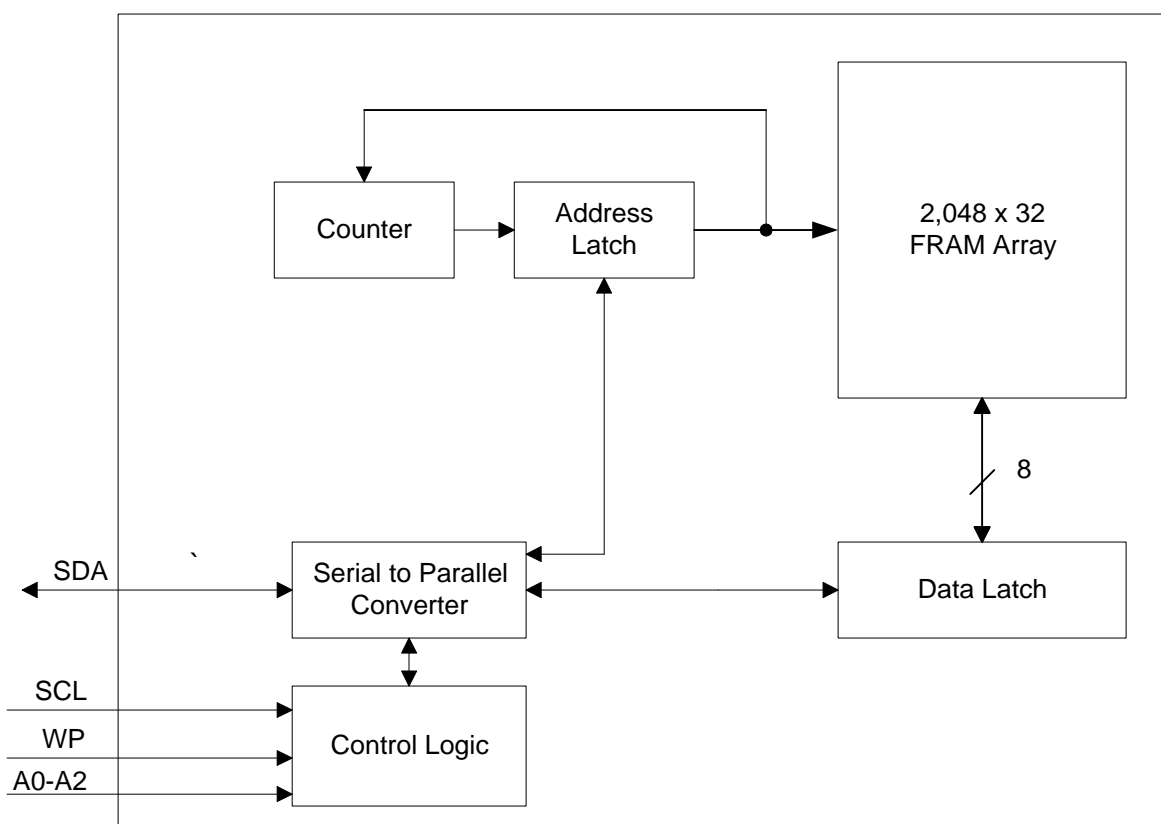 Counter
Address
Latch
2,048 x 32
FRAM Array
8
SDA
`
Serial to Parallel
Converter
Data Latch
SCL
WP
A0-A2
Control Logic